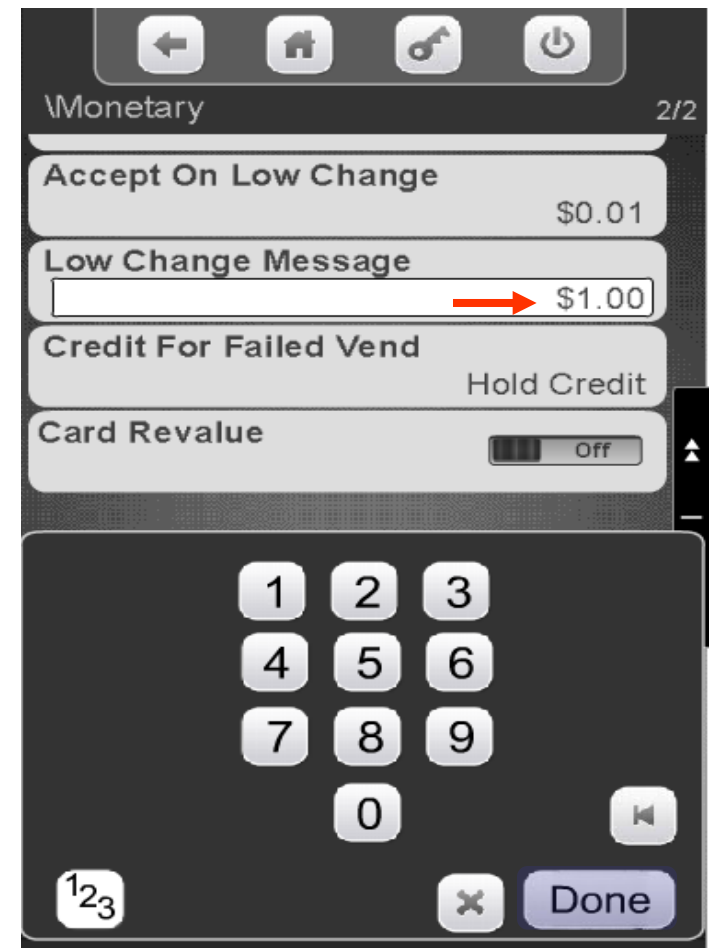 \Monetary 2/2
Accept On Low Change
$0.01
Low Change Message
$1.00
Credit For Failed Vend
Hold Credit
Card Revalue
Off
1 2 3
4 5 6
7 8 9
0
123
Done